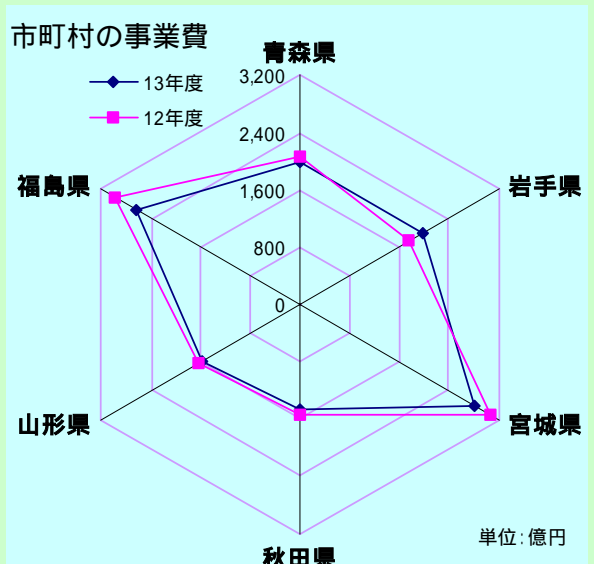 市町村の事業費
青森県
13年度
12年度
3,200
2,400
1,600
800
0
福島県
岩手県
山形県
宮城県
単位:億円
秋田県